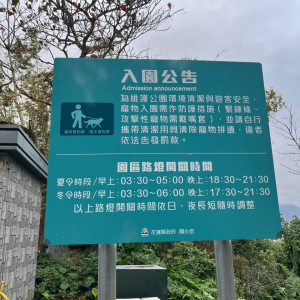 入園公告
Admission announcement
為維護公園環境清潔與遊客安全，
寵物入園需作防護措施（繫鍊條、
攻擊性寵物需戴嘴套），並請自行
攜帶清潔用具清除寵物排遺，違者
依法告發罰款。
園區路燈開關時間
夏令時段/早上:03:30~05:00 晚上:18:30~21:30
冬令時段/早上:03:30~06:00 晚上:17:30~21:30
以上路燈開關時間依日、夜長短隨時調整
花蓮縣政府 關心您